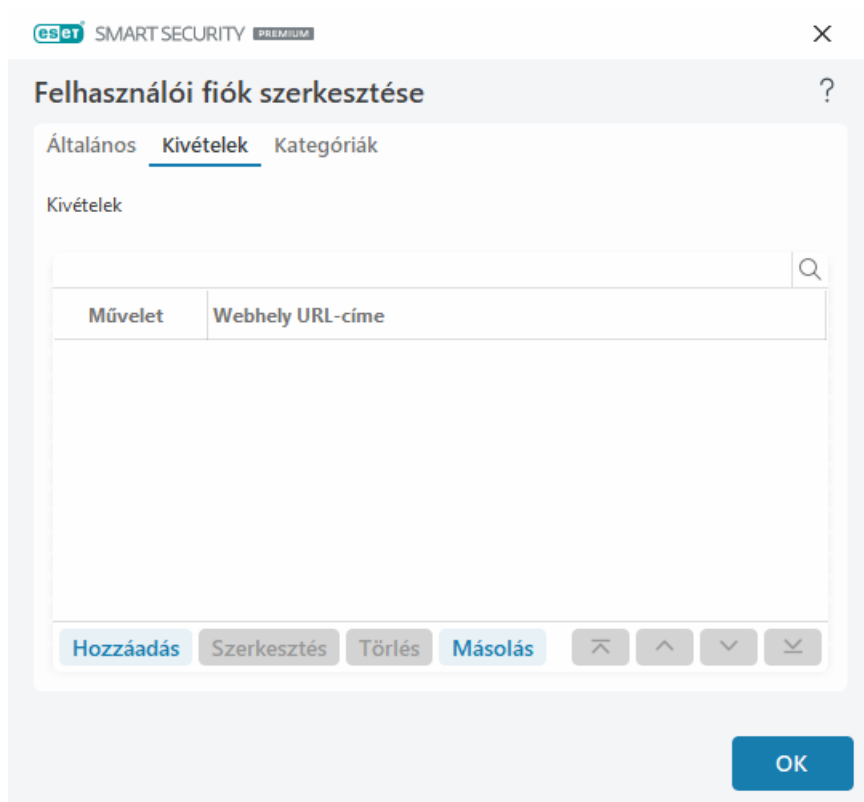 eset SMART SECURITY PREMIUM
Felhasználói fiók szerkesztése ?
Általános Kivételek Kategóriák
Kivételek
Művelet Webhely URL-címe
Hozzáadás Szerkesztés Törlés Másolás
OK